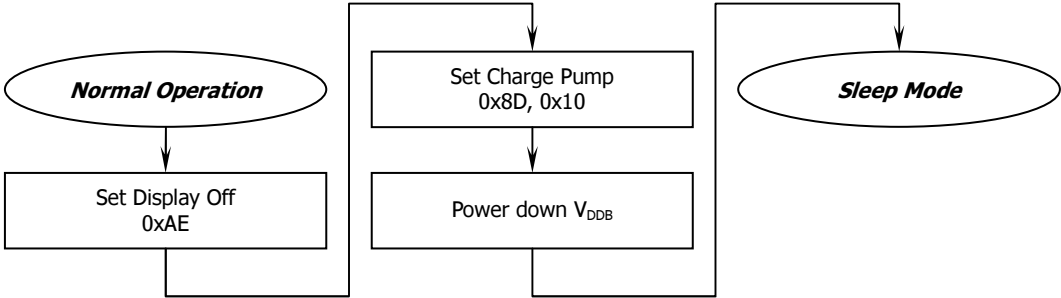 Normal Operation
Set Display Off
0xAE
Set Charge Pump
0x8D, 0x10
Power down VDDB
Sleep Mode